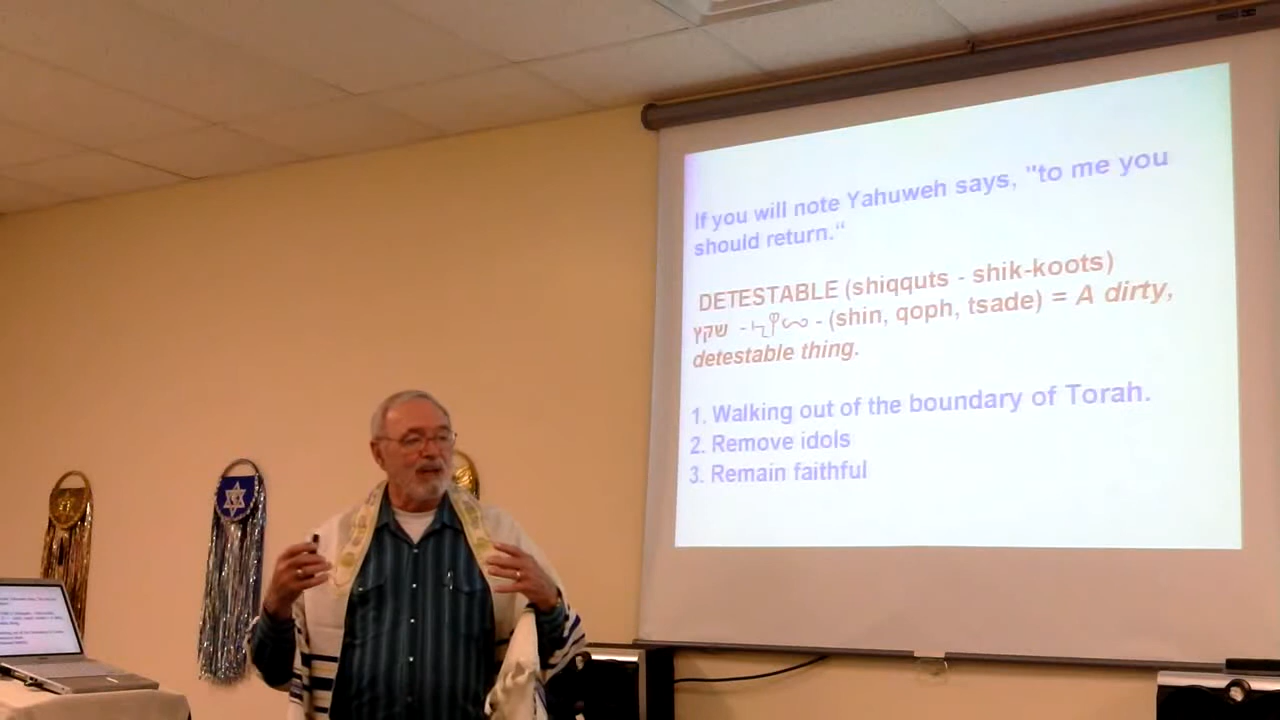 If you will note Yahuweh says, "to me you
should return."
DETESTABLE (shiqquts - shik-koots)
שקץ - - (shin, qoph, tsade) = A dirty,
detestable thing.
1. Walking out of the boundary of Torah.
2. Remove idols
3. Remain faithful